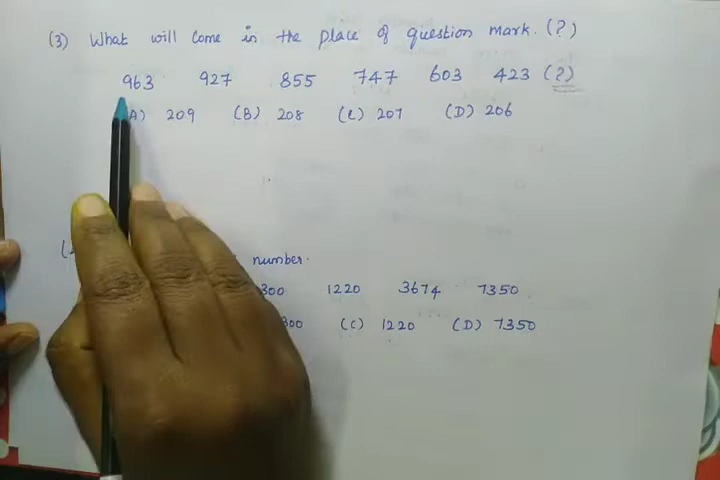 (3) What will come in the place of question mark. (?)
963 927 855 747 603 423 (?)
A) 209 (B) 208 (C) 207 (D) 206
number.
300 1220 3674 7350
300 (C) 1220 (D) 7350